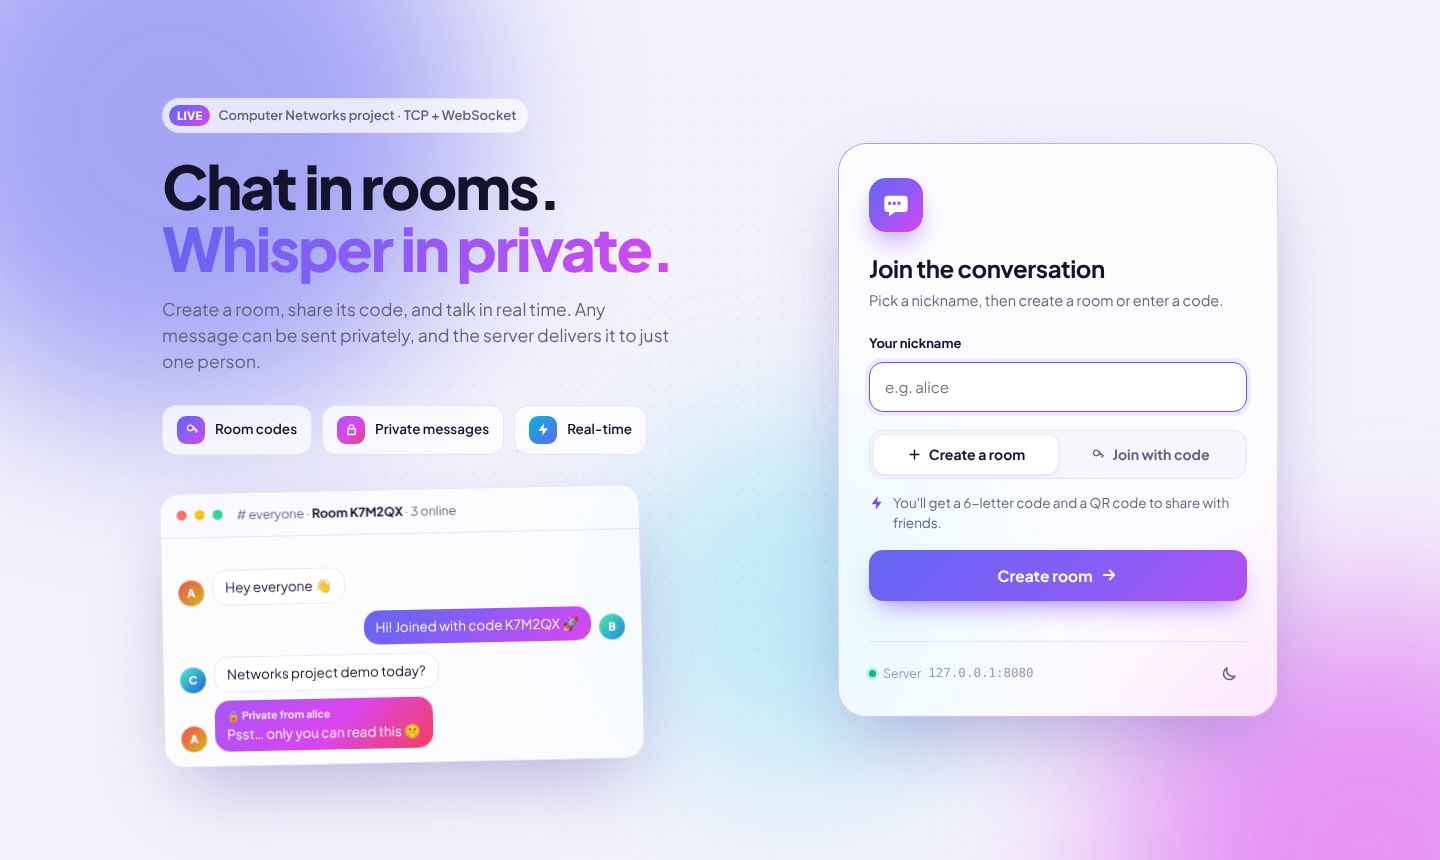 LIVE Computer Networks project · TCP + WebSocket
Chat in rooms.
Whisper in private.
Create a room, share its code, and talk in real time. Any
message can be sent privately, and the server delivers it to just
one person.
Room codes
Private messages
Real-time
# everyone · Room K7M2QX · 3 online
A
Hey everyone 👋
Hi! Joined with code K7M2QX 🚀
B
C
Networks project demo today?
🔒 Private from alice
A
Psst… only you can read this 🤫
Join the conversation
Pick a nickname, then create a room or enter a code.
Your nickname
e.g. alice
Create a room
Join with code
You'll get a 6-letter code and a QR code to share with
friends.
Create room →
Server 127.0.0.1:8080